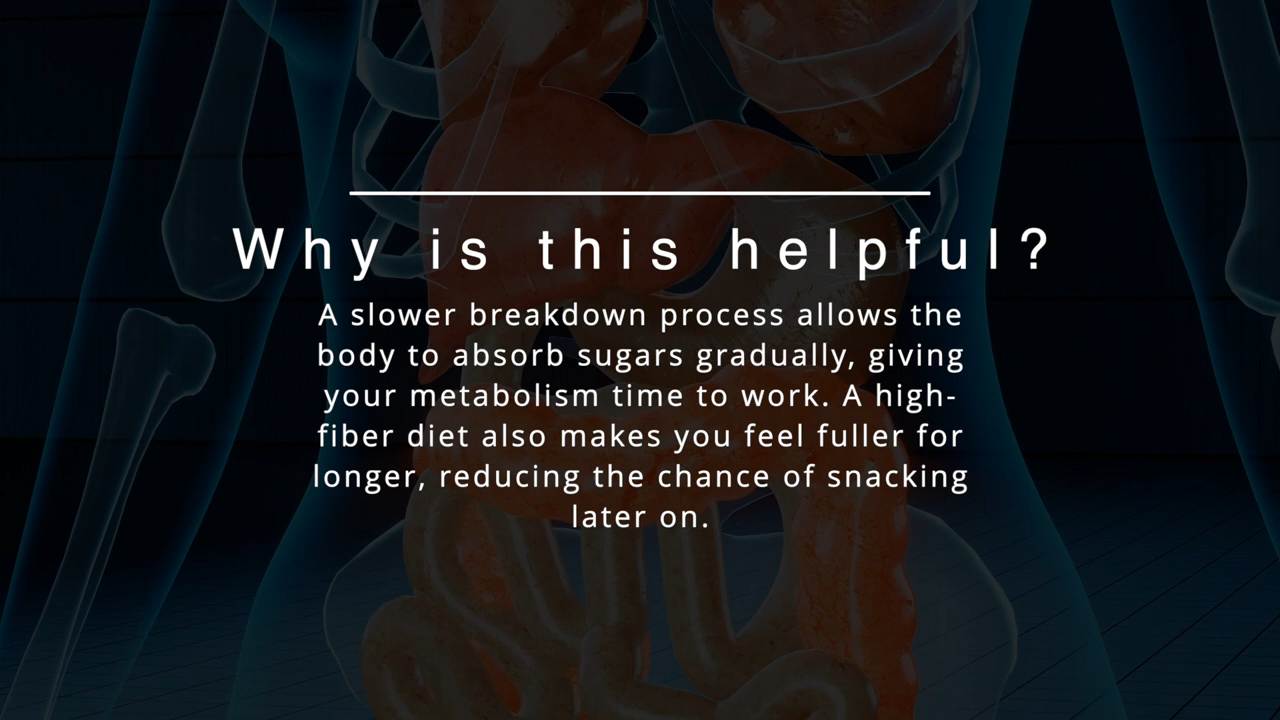 Why is this helpful?
A slower breakdown process allows the
body to absorb sugars gradually, giving
your metabolism time to work. A high-
fiber diet also makes you feel fuller for
longer, reducing the chance of snacking
later on.